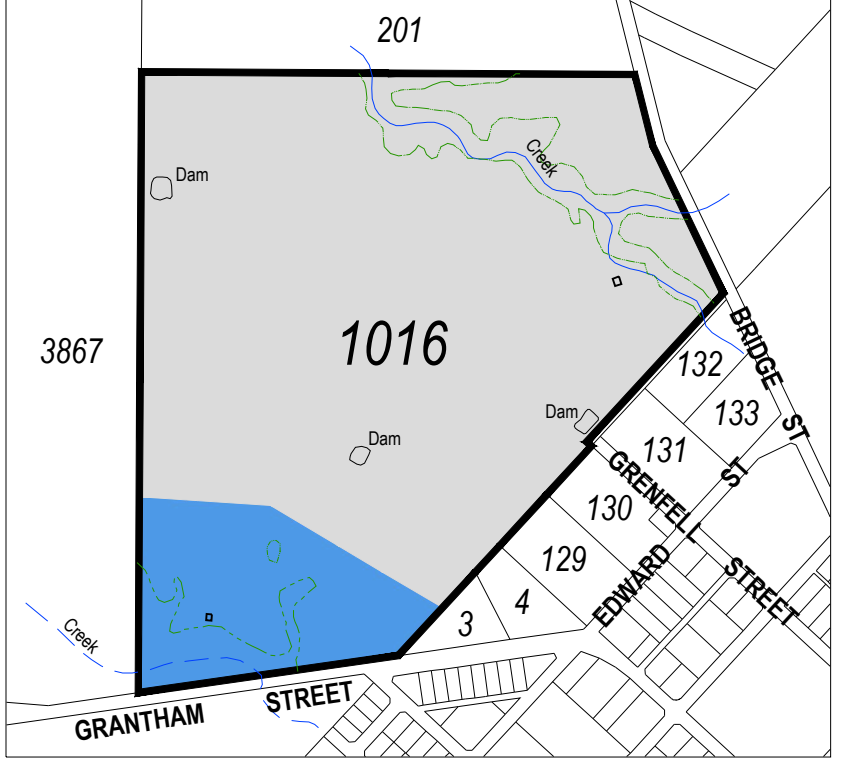 201
Creek
Dam
3867
1016
BRIDGE ST
132
133
Dam
Dam
131
GRENFELL STREET
130
EDWARD ST
129
4
3
Creek
GRANTHAM STREET